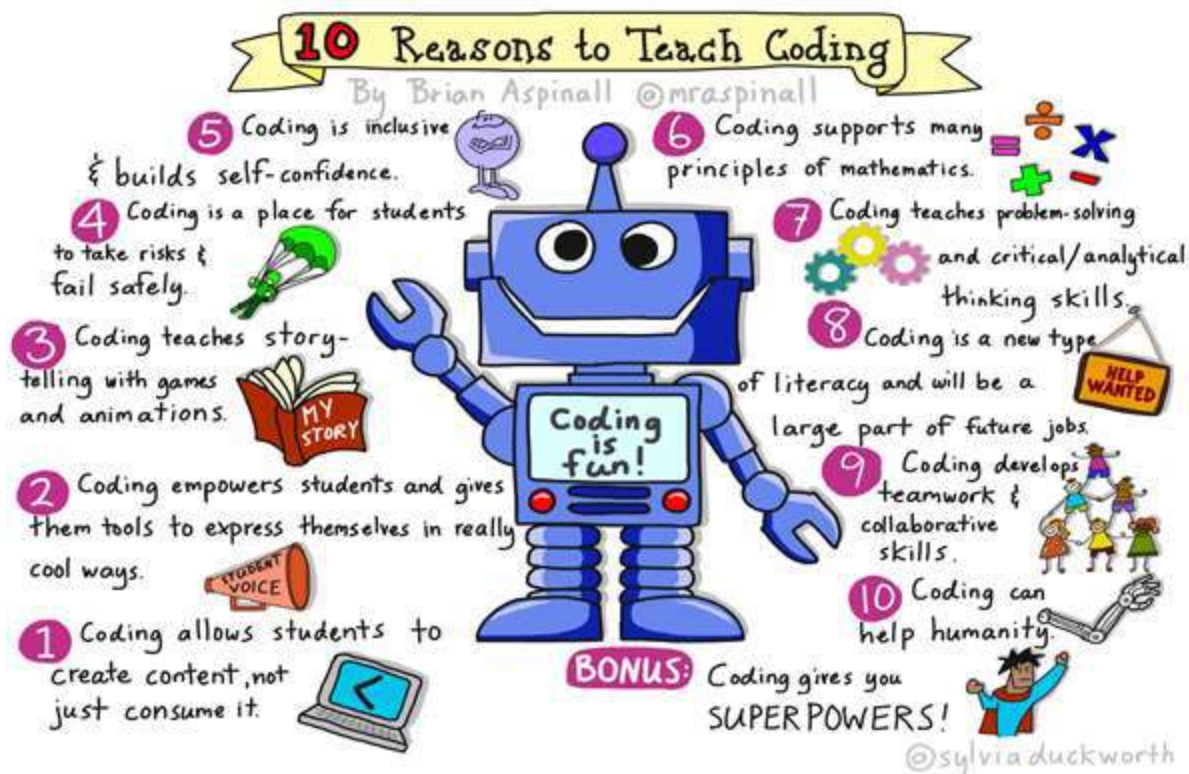 10 Reasons to Teach Coding
By Brian Aspinall @mraspinall
5 Coding is inclusive
& builds self-confidence.
4 Coding is a place for students
to take risks &
fail safely.
3 Coding teaches story-
telling with games
and animations.
MY
STORY
2 Coding empowers students and gives
them tools to express themselves in really
cool ways.
STUDENT
VOICE
1 Coding allows students to
create content, not
just consume it.
Coding
is
fun!
6 Coding supports many
principles of mathematics.
= ÷ x + -
7 Coding teaches problem-solving
and critical/analytical
thinking skills.
8 Coding is a new type
of literacy and will be a
large part of future jobs.
HELP
WANTED
9 Coding develops
teamwork &
collaborative
skills.
10 Coding can
help humanity.
BONUS: Coding gives you
SUPERPOWERS!
@sylviaduckworth